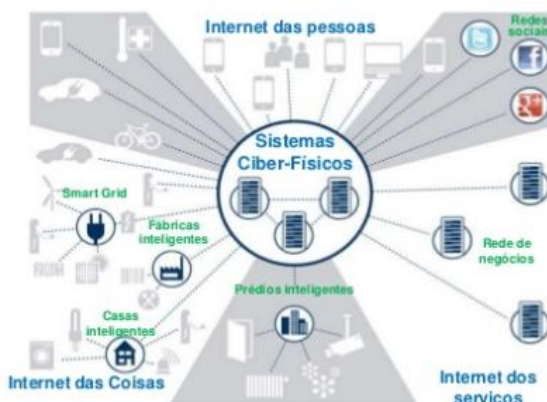 Internet das pessoas
Redes
sociais
Sistemas
Ciber-Físicos
Smart Grid
Fábricas
inteligentes
Rede de
negócios
Prédios inteligentes
Casas
inteligentes
Internet das Coisas
Internet dos
serviços